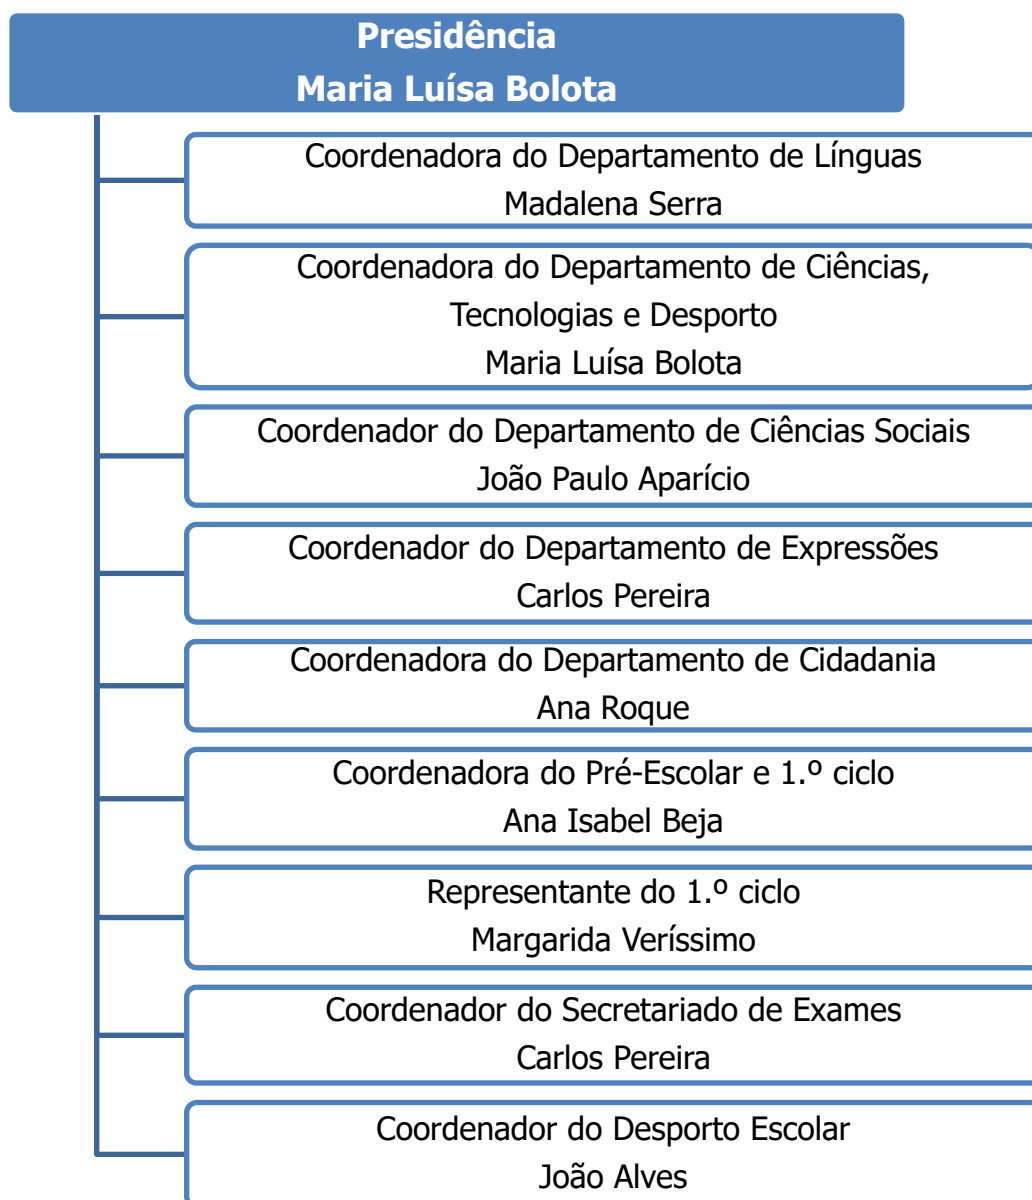 Presidência
Maria Luísa Bolota
Coordenadora do Departamento de Línguas
Madalena Serra
Coordenadora do Departamento de Ciências,
Tecnologias e Desporto
Maria Luísa Bolota
Coordenador do Departamento de Ciências Sociais
João Paulo Aparício
Coordenador do Departamento de Expressões
Carlos Pereira
Coordenadora do Departamento de Cidadania
Ana Roque
Coordenadora do Pré-Escolar e 1.º ciclo
Ana Isabel Beja
Representante do 1.º ciclo
Margarida Veríssimo
Coordenador do Secretariado de Exames
Carlos Pereira
Coordenador do Desporto Escolar
João Alves